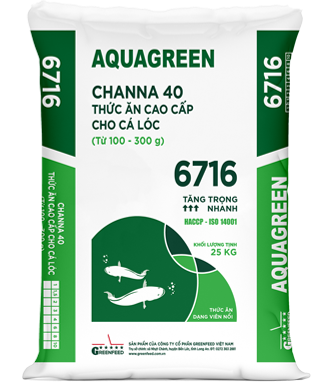 AQUAGREEN
CHANNA 40
THỨC ĂN CAO CẤP
CHO CÁ LÓC
(Từ 100 - 300 g)
6716
TĂNG TRỌNG
NHANH
HACCP - ISO 14001
KHỐI LƯỢNG TỊNH
25 KG
THỨC ĂN
DẠNG VIÊN NỔI
GREENFEED
SẢN PHẨM CỦA CÔNG TY CỔ PHẦN GREENFEED VIỆT NAM
6716
CHANNA 40
THỨC ĂN CAO CẤP CHO CÁ LÓC
6716
AQUAGREEN